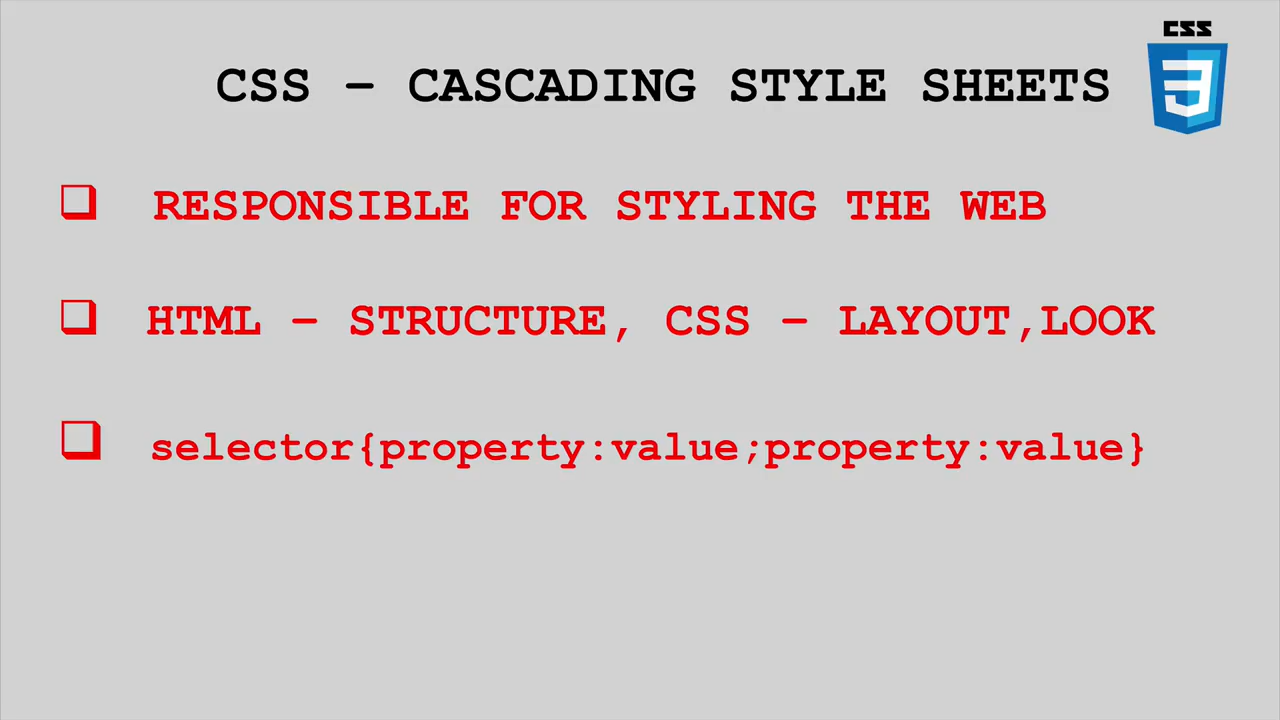 CSS
CSS – CASCADING STYLE SHEETS
RESPONSIBLE FOR STYLING THE WEB
HTML – STRUCTURE, CSS – LAYOUT,LOOK
selector{property:value;property:value}